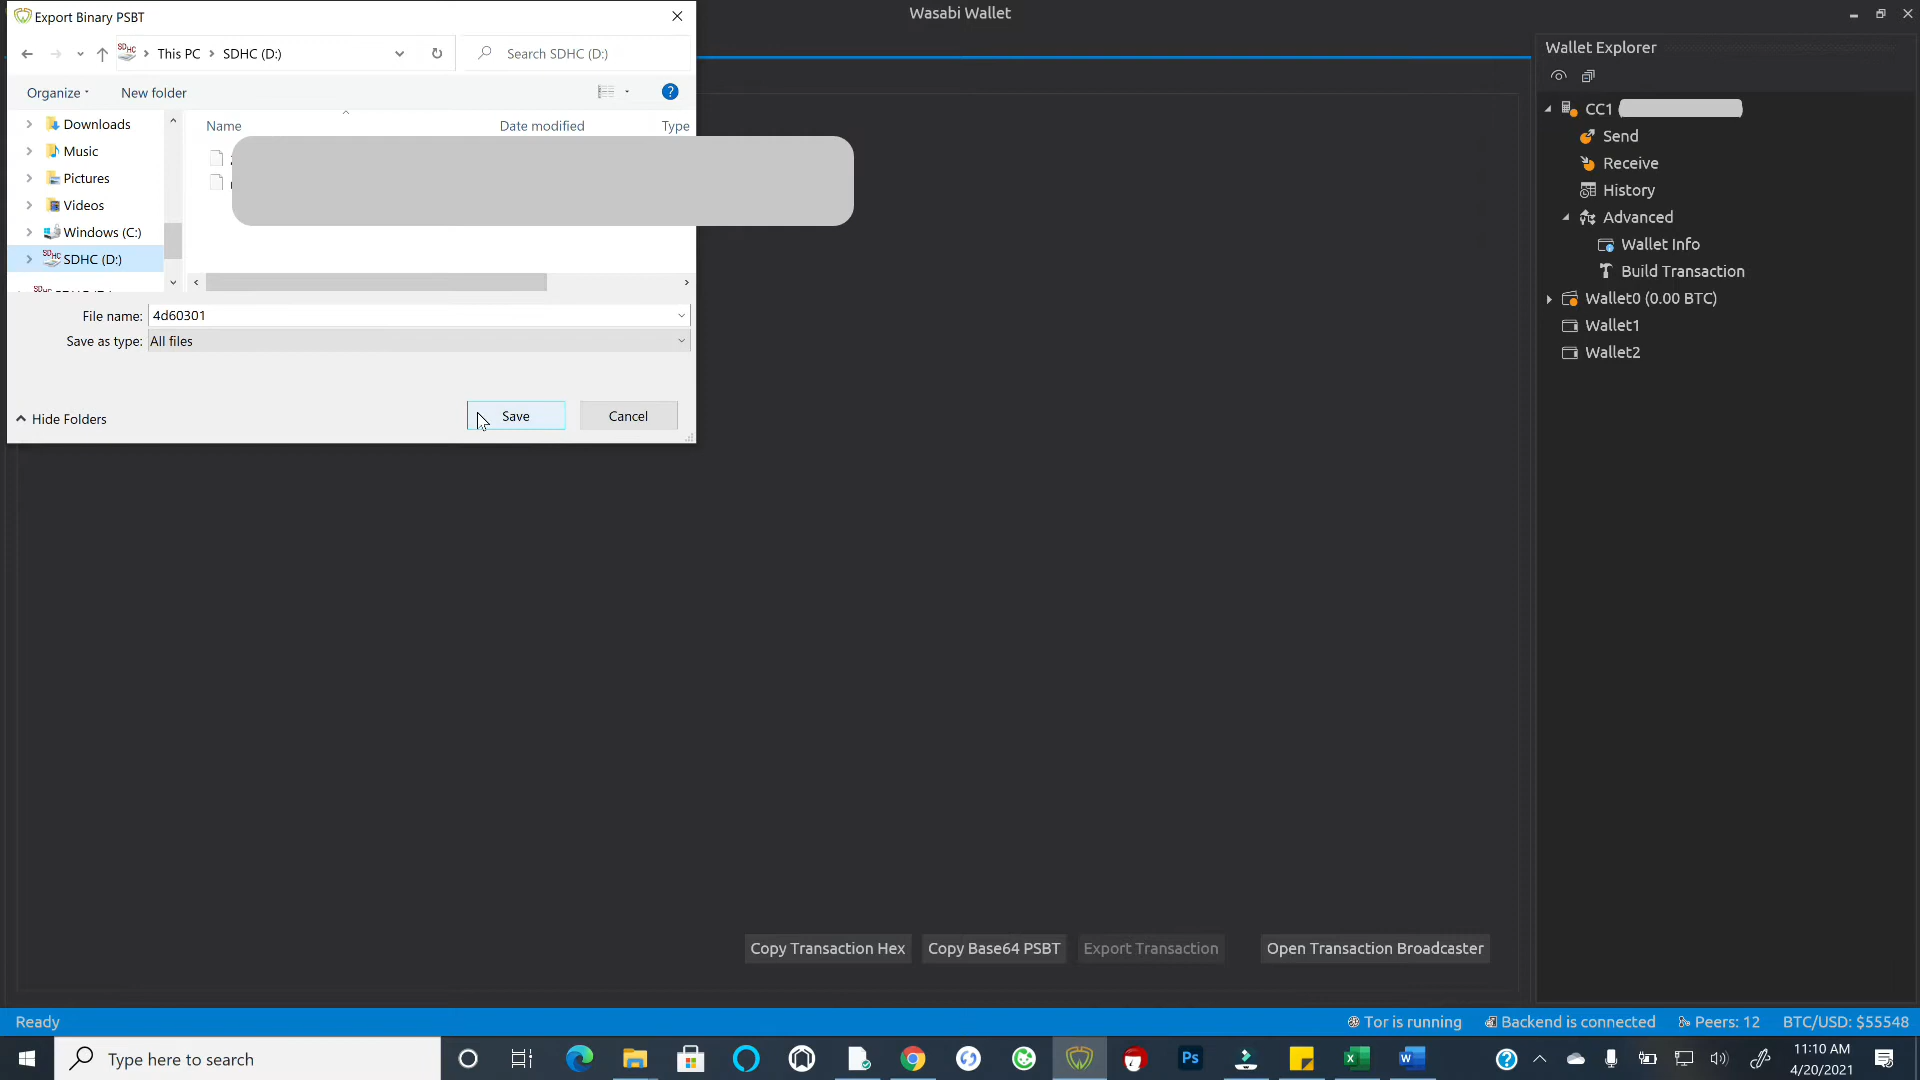 Export Binary PSBT
Wasabi Wallet
This PC > SDHC (D:)
Search SDHC (D:)
Organize
New folder
Downloads
Music
Pictures
Videos
Windows (C:)
SDHC (D:)
Name
Date modified
Type
File name:
4d60301
Save as type:
All files
Hide Folders
Save
Cancel
Wallet Explorer
CC1
Send
Receive
History
Advanced
Wallet Info
Build Transaction
Wallet0 (0.00 BTC)
Wallet1
Wallet2
Copy Transaction Hex
Copy Base64 PSBT
Export Transaction
Open Transaction Broadcaster
Ready
Tor is running
Backend is connected
Peers: 12
BTC/USD: $55548
Type here to search
11:10 AM
4/20/2021